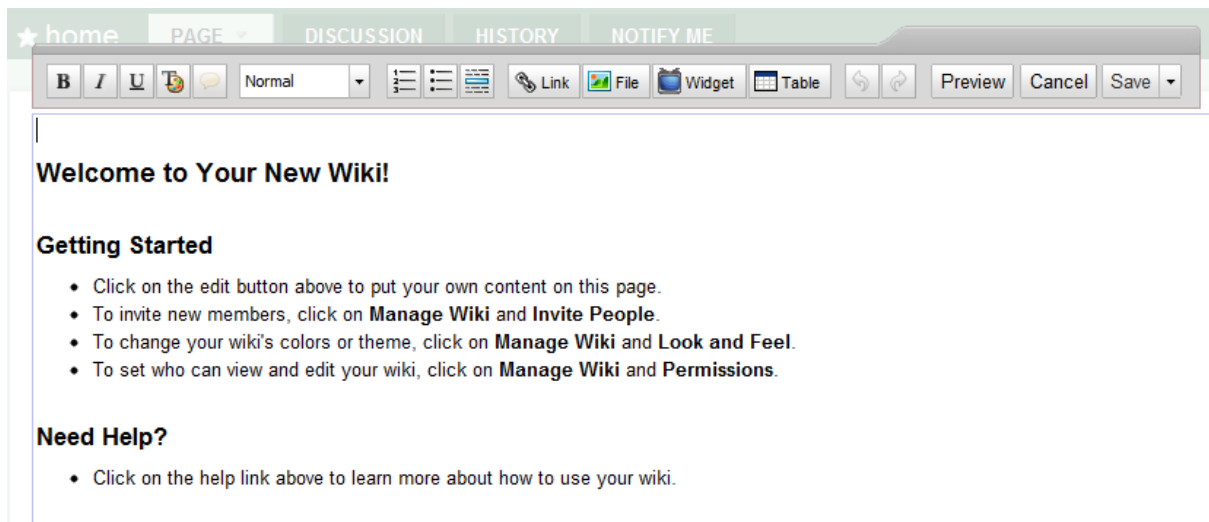 home PAGE DISCUSSION HISTORY NOTIFY ME
B I U T Normal Link File Widget Table Preview Cancel Save
Welcome to Your New Wiki!
Getting Started
• Click on the edit button above to put your own content on this page.
• To invite new members, click on Manage Wiki and Invite People.
• To change your wiki's colors or theme, click on Manage Wiki and Look and Feel.
• To set who can view and edit your wiki, click on Manage Wiki and Permissions.
Need Help?
• Click on the help link above to learn more about how to use your wiki.